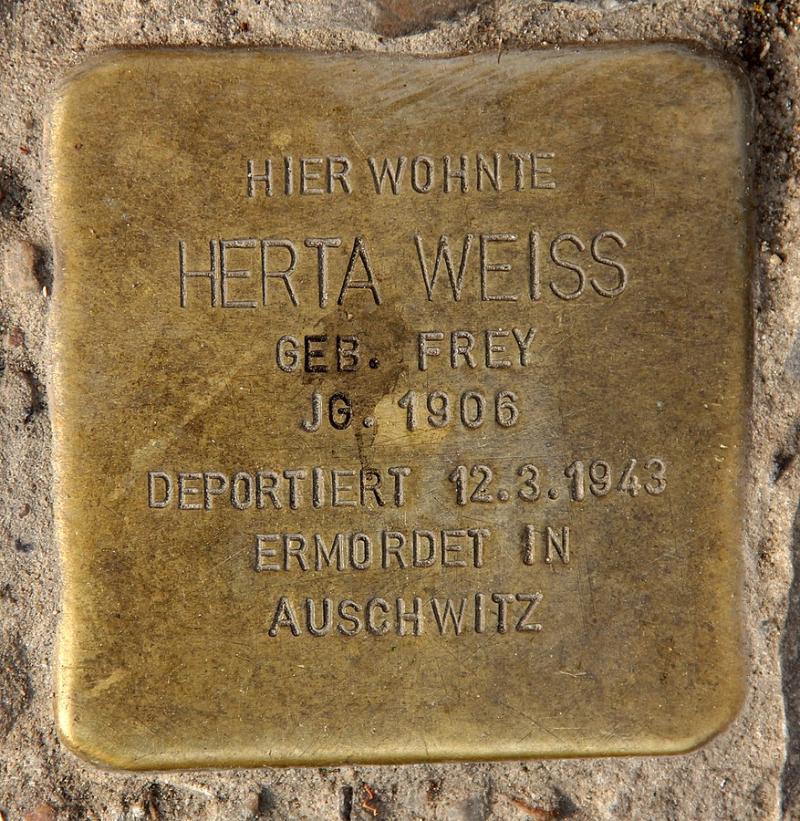 HIER WOHNTE
HERTA WEISS
GEB. FREY
JG. 1906
DEPORTIERT 12.3.1943
ERMORDET IN
AUSCHWITZ